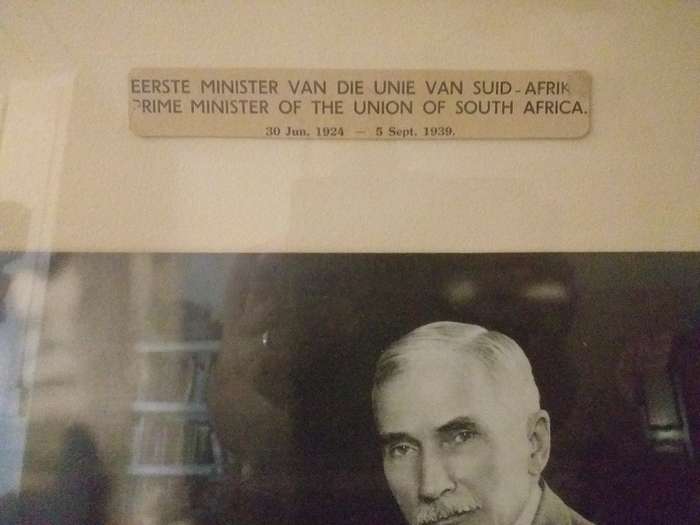 EERSTE MINISTER VAN DIE UNIE VAN SUID-AFRIK
PRIME MINISTER OF THE UNION OF SOUTH AFRICA.
30 Jun. 1924 — 5 Sept. 1939.